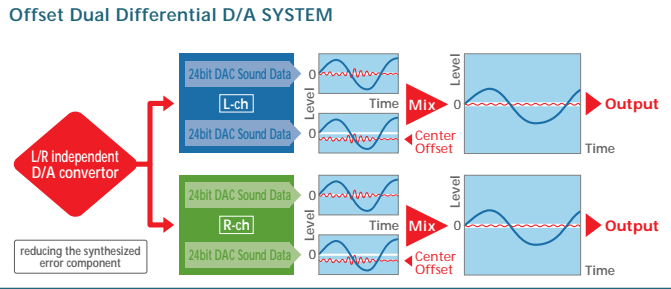 Offset Dual Differential D/A SYSTEM
L/R independent
D/A convertor
reducing the synthesized
error component
24bit DAC Sound Data
L-ch
24bit DAC Sound Data
Level
0
Time
0
Mix
Center
Offset
Level
0
Time
Output
24bit DAC Sound Data
R-ch
24bit DAC Sound Data
Level
0
Time
0
Mix
Center
Offset
Level
0
Time
Output